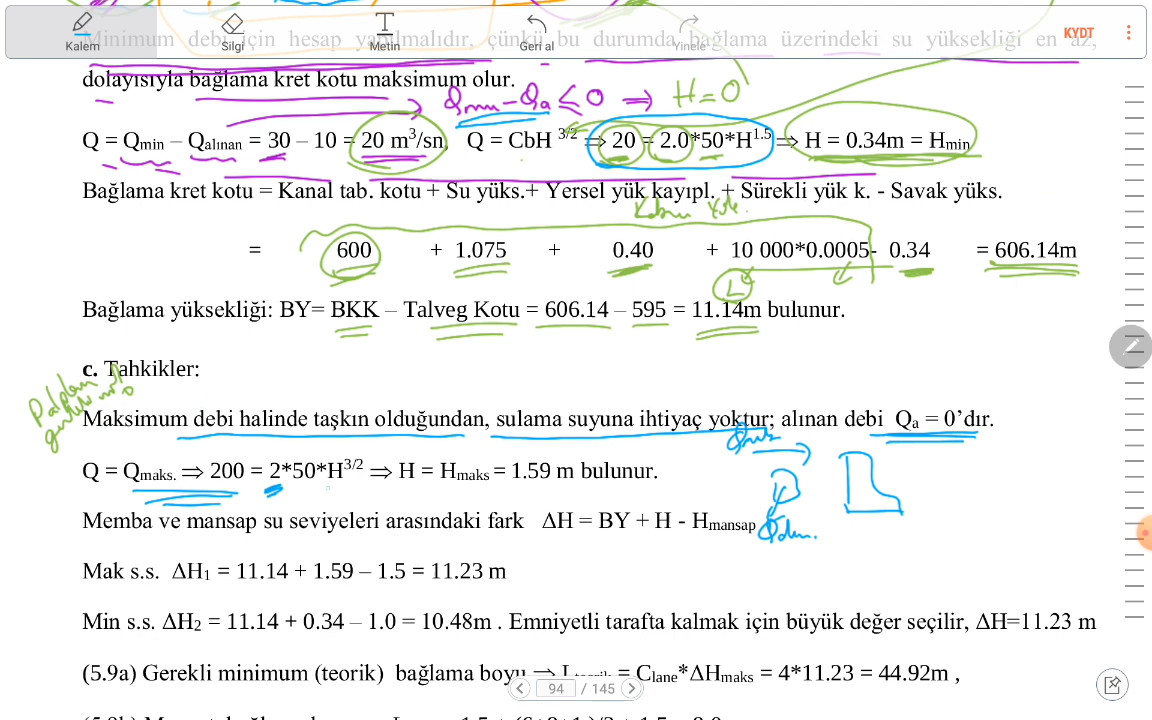 Kalem Silgi Metin Geri al Yinele KYDT
Minimum debi için hesap yapılmalıdır, çünkü bu durumda bağlama üzerindeki su yüksekliği en az,
dolayısıyla bağlama kret kotu maksimum olur.
Qmin - Qa ≤ 0 ⇒ H = 0
Q = Qmin – Qalınan = 30 – 10 = 20 m3/sn, Q = CbH 3/2 ⇒ 20 = 2.0*50*H1.5 ⇒ H = 0.34m = Hmin
Bağlama kret kotu = Kanal tab. kotu + Su yüks.+ Yersel yük kayıpl. + Sürekli yük k. - Savak yüks.
= 600 + 1.075 + 0.40 + 10 000*0.0005- 0.34 = 606.14m
L
Bağlama yüksekliği: BY= BKK – Talveg Kotu = 606.14 – 595 = 11.14m bulunur.
c. Tahkikler:
Maksimum debi halinde taşkın olduğundan, sulama suyuna ihtiyaç yoktur; alınan debi Qa = 0’dır.
Q = Qmaks. ⇒ 200 = 2*50*H3/2 ⇒ H = Hmaks = 1.59 m bulunur.
Memba ve mansap su seviyeleri arasındaki fark ΔH = BY + H - Hmansap
Mak s.s. ΔH1 = 11.14 + 1.59 – 1.5 = 11.23 m
Min s.s. ΔH2 = 11.14 + 0.34 – 1.0 = 10.48m . Emniyetli tarafta kalmak için büyük değer seçilir, ΔH=11.23 m
(5.9a) Gerekli minimum (teorik) bağlama boyu ⇒ = Clane*ΔHmaks = 4*11.23 = 44.92m ,
94 / 145